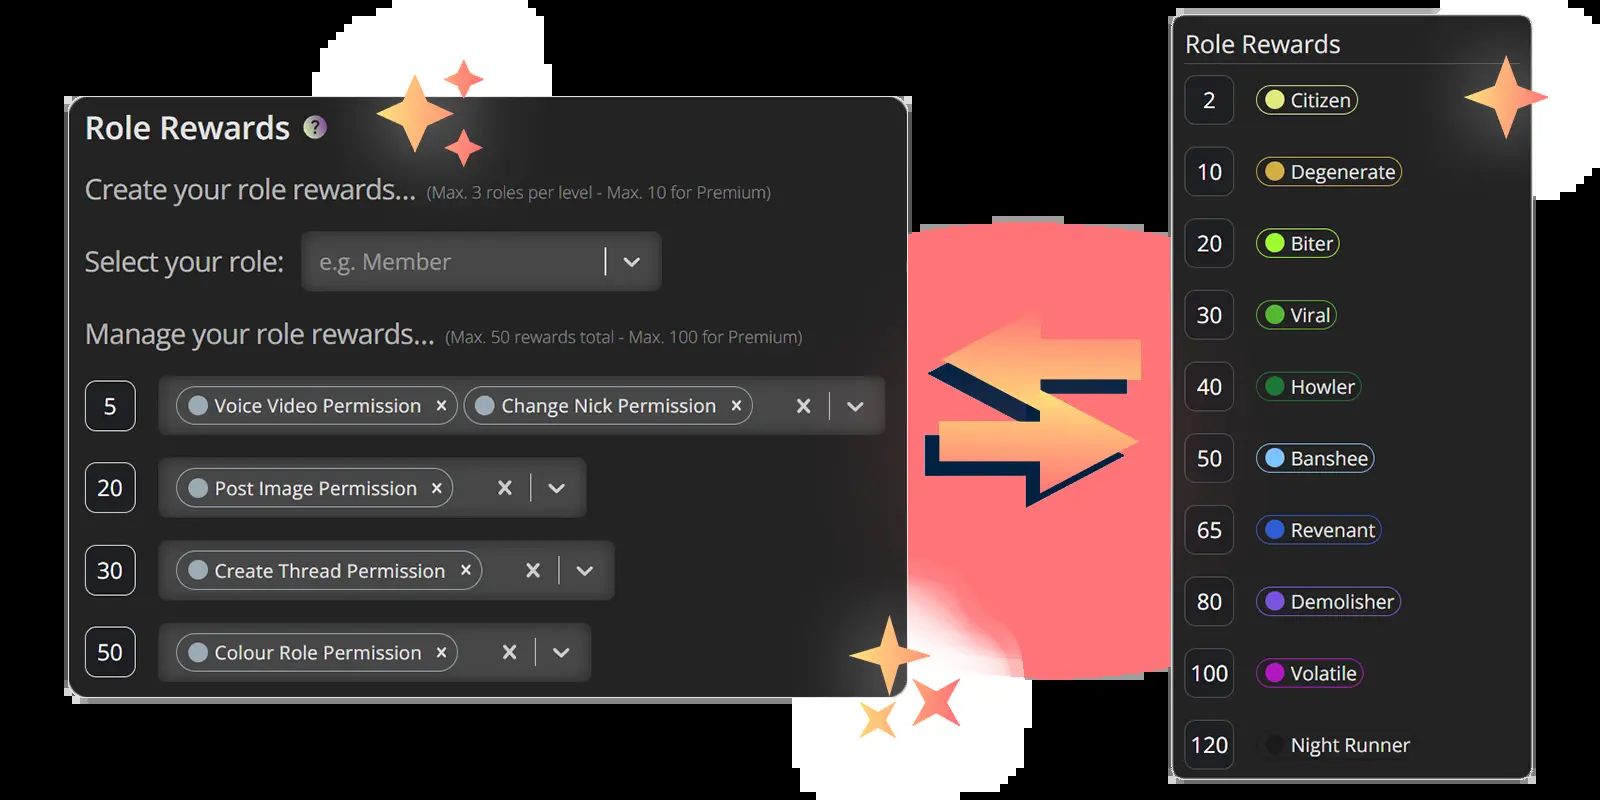 Role Rewards ?
Create your role rewards... (Max. 3 roles per level - Max. 10 for Premium)
Select your role: e.g. Member
Manage your role rewards... (Max. 50 rewards total - Max. 100 for Premium)
5 Voice Video Permission × Change Nick Permission × ×
20 Post Image Permission × ×
30 Create Thread Permission × ×
50 Colour Role Permission × ×
Role Rewards
2 Citizen
10 Degenerate
20 Biter
30 Viral
40 Howler
50 Banshee
65 Revenant
80 Demolisher
100 Volatile
120 Night Runner